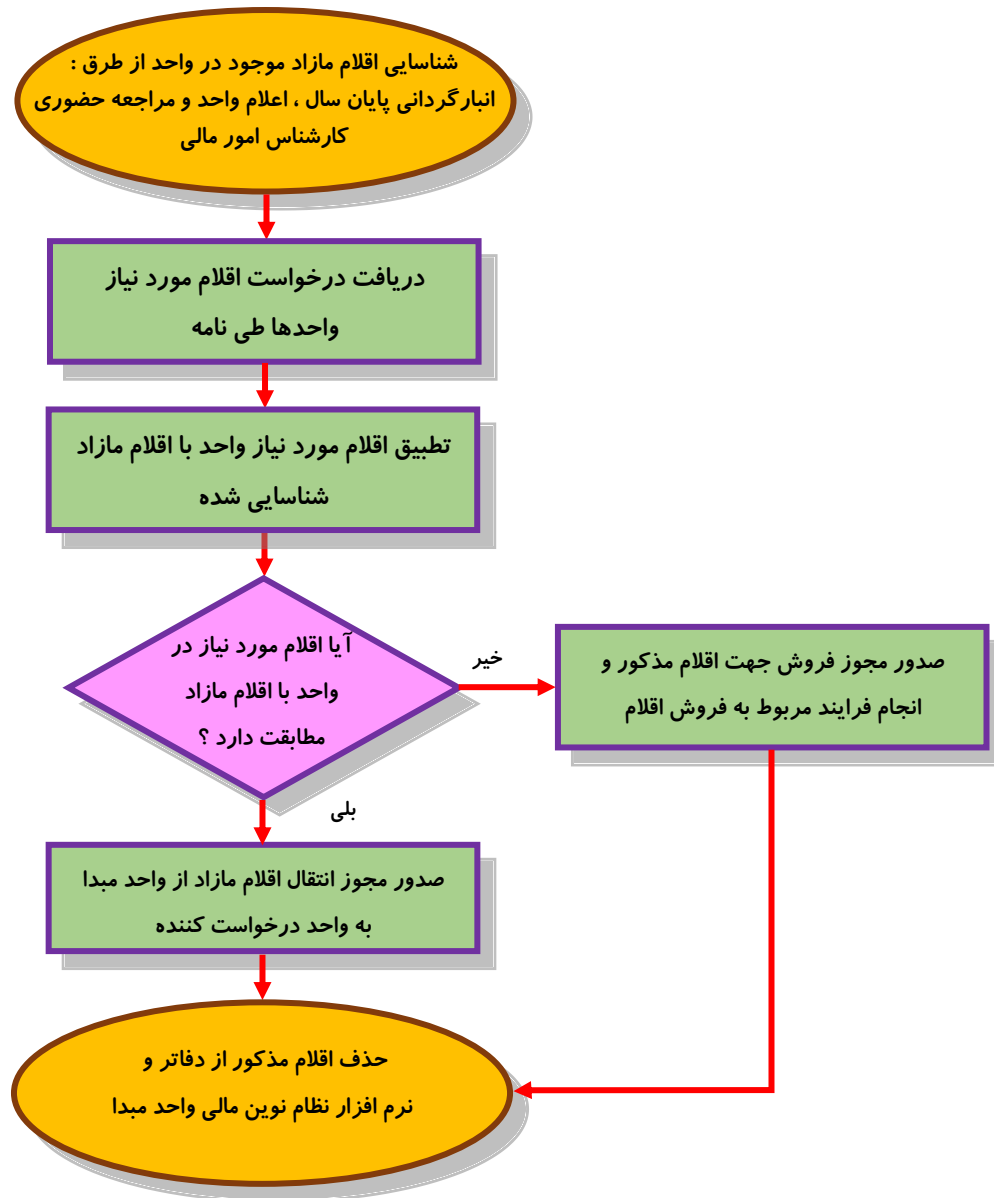 شناسایی اقلام مازاد موجود در واحد از طرق :
انبارگردانی پایان سال ، اعلام واحد و مراجعه حضوری
کارشناس امور مالی
دریافت درخواست اقلام مورد نیاز
واحدها طی نامه
تطبیق اقلام مورد نیاز واحد با اقلام مازاد
شناسایی شده
آیا اقلام مورد نیاز در
واحد با اقلام مازاد
مطابقت دارد ؟
خیر
صدور مجوز فروش جهت اقلام مذکور و
انجام فرایند مربوط به فروش اقلام
بلی
صدور مجوز انتقال اقلام مازاد از واحد مبدا
به واحد درخواست کننده
حذف اقلام مذکور از دفاتر و
نرم افزار نظام نوین مالی واحد مبدا